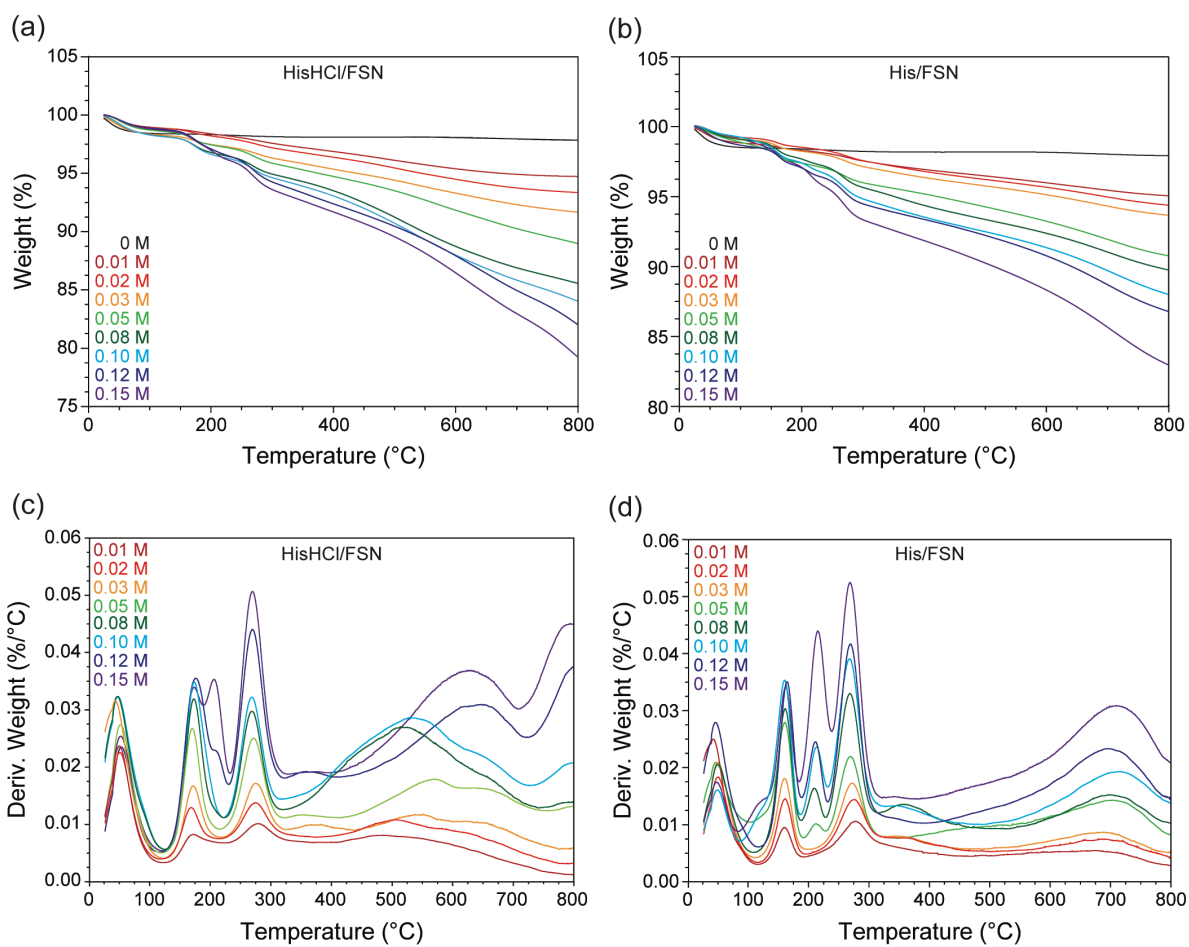 (a)
HisHCl/FSN
105
100
95
90
85
80
75
Weight (%)
0 M
0.01 M
0.02 M
0.03 M
0.05 M
0.08 M
0.10 M
0.12 M
0.15 M
0 200 400 600 800
Temperature (°C)
(b)
His/FSN
105
100
95
90
85
80
Weight (%)
0 M
0.01 M
0.02 M
0.03 M
0.05 M
0.08 M
0.10 M
0.12 M
0.15 M
0 200 400 600 800
Temperature (°C)
(c)
HisHCl/FSN
0.06
0.05
0.04
0.03
0.02
0.01
0.00
Deriv. Weight (%/°C)
0.01 M
0.02 M
0.03 M
0.05 M
0.08 M
0.10 M
0.12 M
0.15 M
0 100 200 300 400 500 600 700 800
Temperature (°C)
(d)
His/FSN
0.06
0.05
0.04
0.03
0.02
0.01
0.00
Deriv. Weight (%/°C)
0.01 M
0.02 M
0.03 M
0.05 M
0.08 M
0.10 M
0.12 M
0.15 M
0 100 200 300 400 500 600 700 800
Temperature (°C)